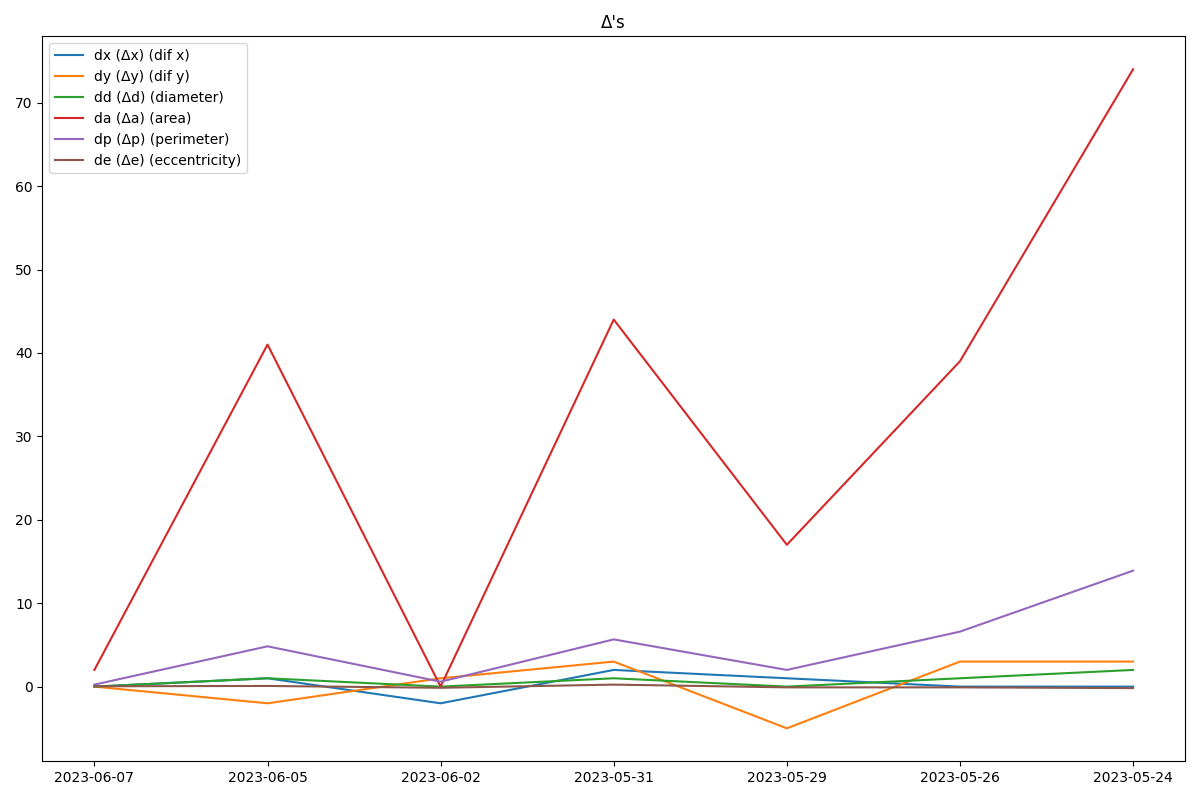 Δ's
dx (Δx) (dif x)
dy (Δy) (dif y)
dd (Δd) (diameter)
da (Δa) (area)
dp (Δp) (perimeter)
de (Δe) (eccentricity)
70
60
50
40
30
20
10
0
2023-06-07 2023-06-05 2023-06-02 2023-05-31 2023-05-29 2023-05-26 2023-05-24